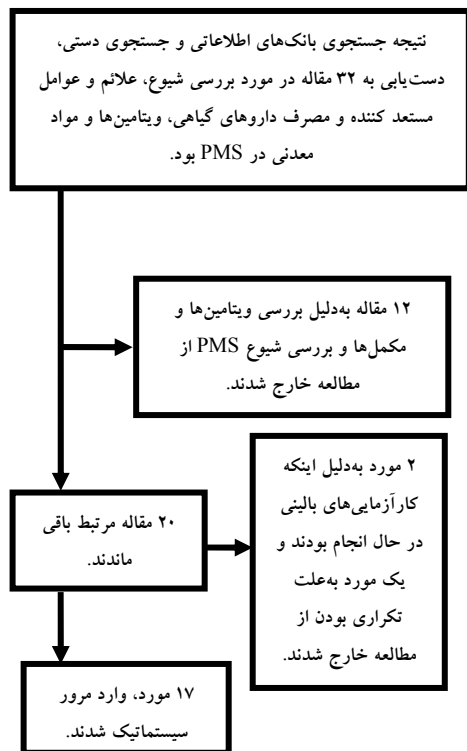 نتیجه جستجوی بانک‌های اطلاعاتی و جستجوی دستی،
دست‌یابی به ۳۲ مقاله در مورد بررسی شیوع، علائم و عوامل
مستعد کننده و مصرف داروهای گیاهی، ویتامین‌ها و مواد
معدنی در PMS بود.
۱۲ مقاله به‌دلیل بررسی ویتامین‌ها و
مکمل‌ها و بررسی شیوع PMS از
مطالعه خارج شدند.
۲۰ مقاله مرتبط باقی
ماندند.
۲ مورد به‌دلیل اینکه
کارآزمایی‌های بالینی
در حال انجام بودند و
یک مورد به‌علت
تکراری بودن از
مطالعه خارج شدند.
۱۷ مورد، وارد مرور
سیستماتیک شدند.